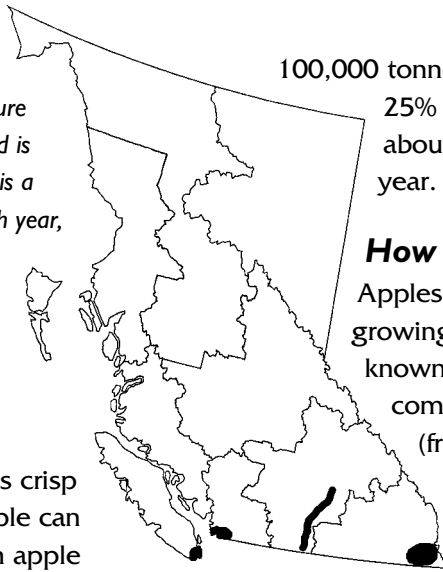 ure
d is
is a
h year,
s crisp
ple can
n apple
100,000 tonn
25%
abou
year.
How
Apples
growing
known
com
(fr